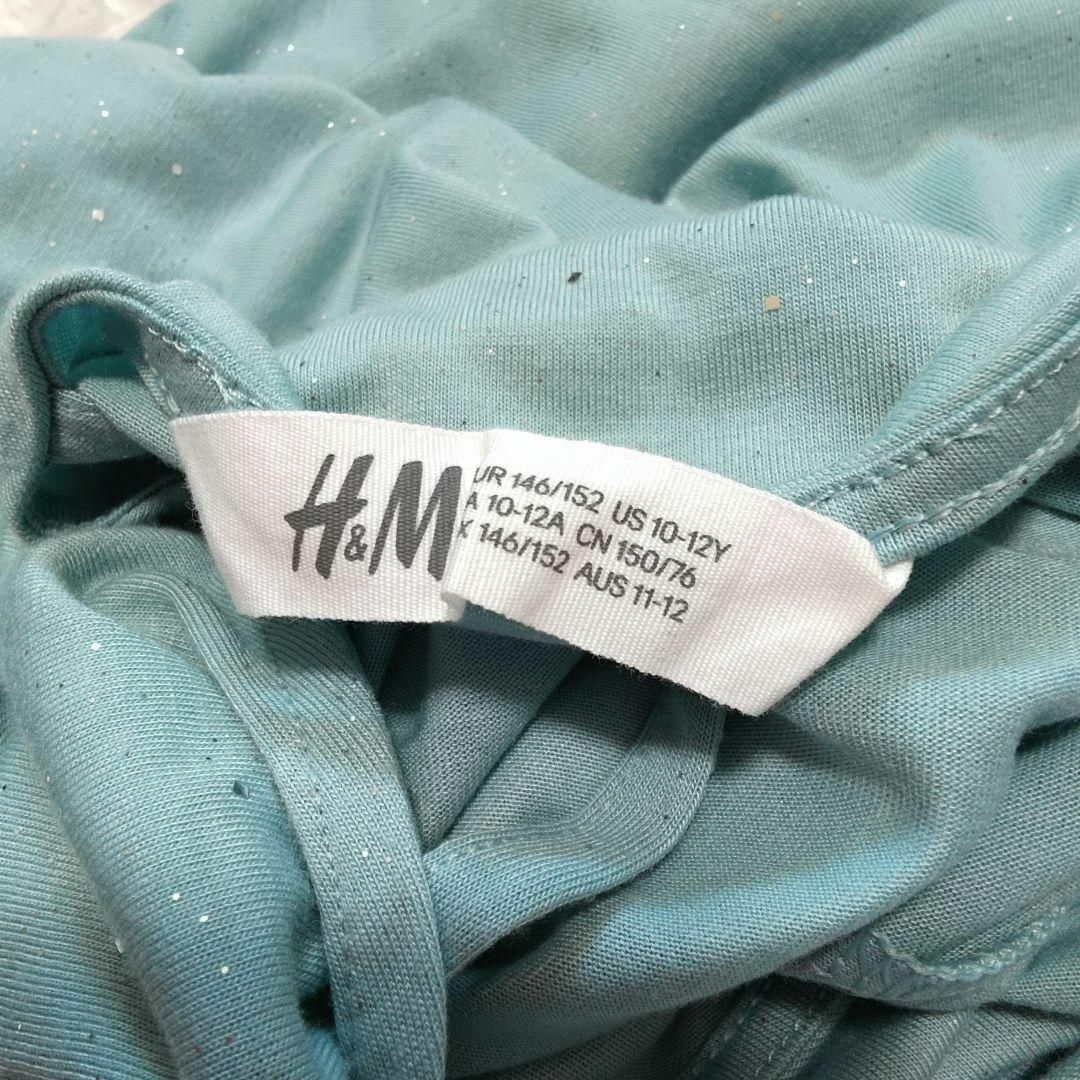 H&M
UR 146/152 US 10-12Y
A 10-12A CN 150/76
X 146/152 AUS 11-12